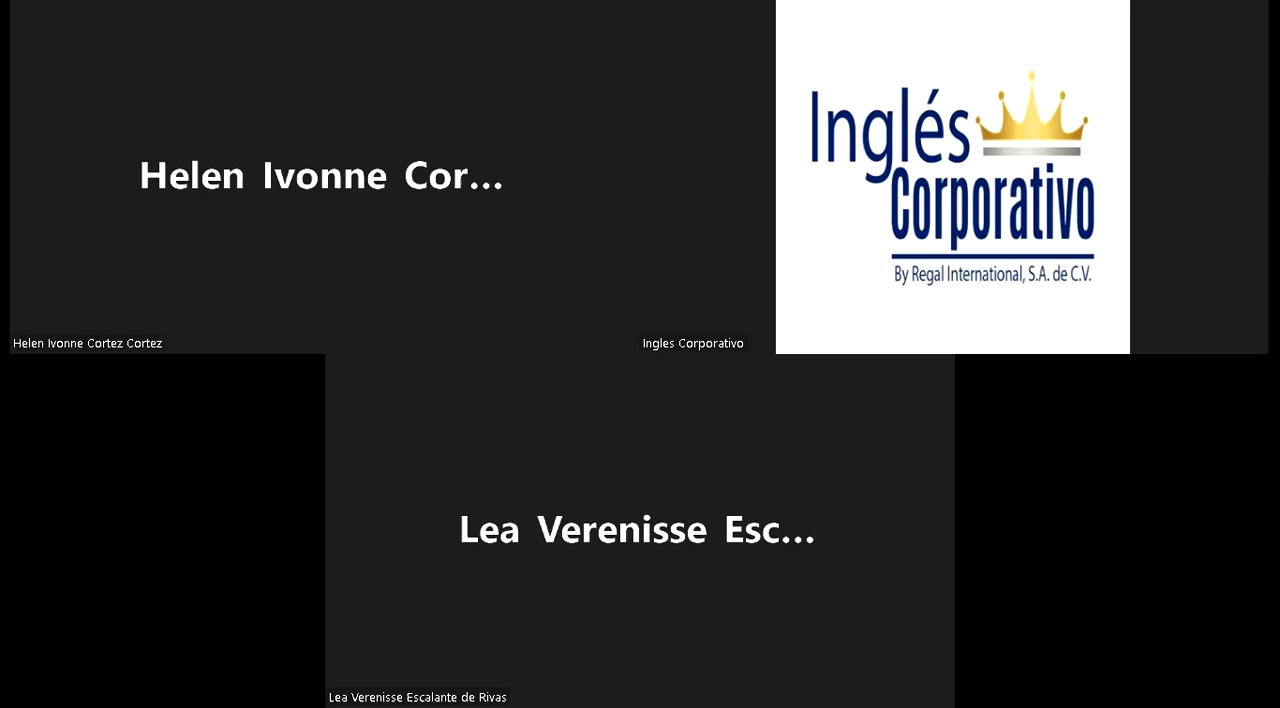 Helen Ivonne Cor...
Helen Ivonne Cortez Cortez
Inglés
Corporativo
By Regal International, S.A. de C.V.
Ingles Corporativo
Lea Verenisse Esc...
Lea Verenisse Escalante de Rivas